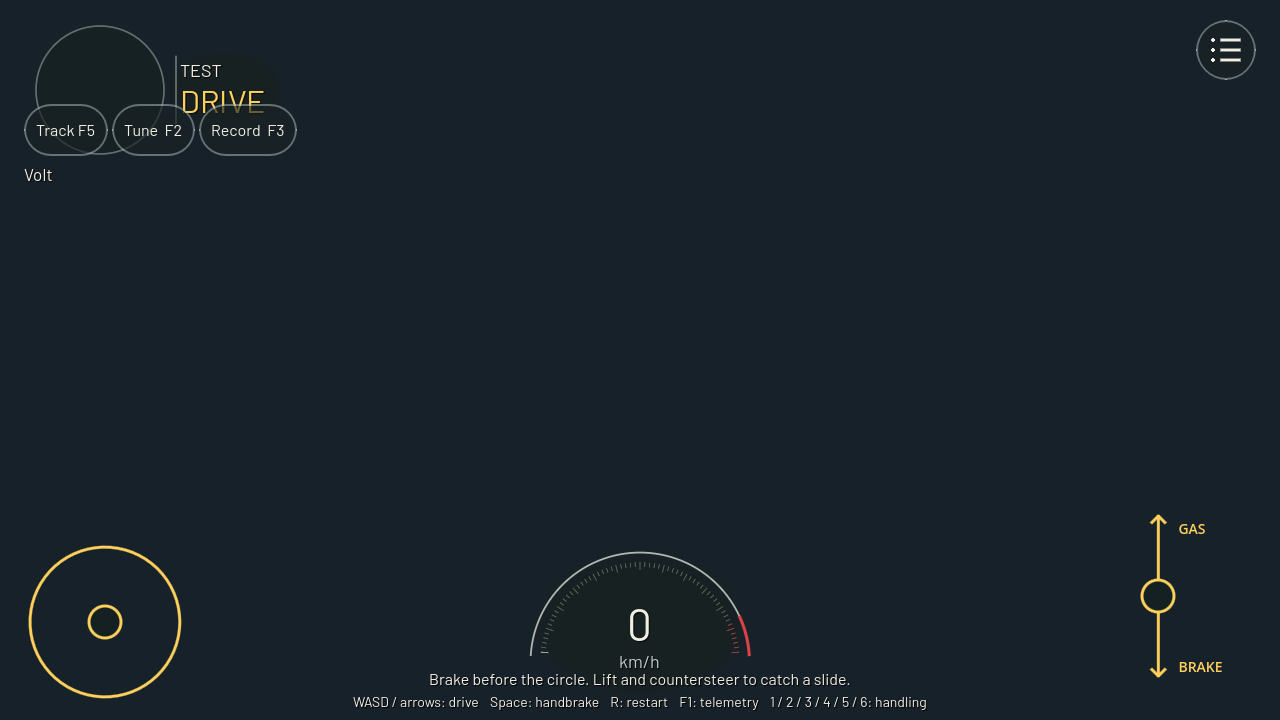 TEST
DRIVE
Track F5
Tune F2
Record F3
Volt
GAS
BRAKE
0
km/h
Brake before the circle. Lift and countersteer to catch a slide.
WASD / arrows: drive Space: handbrake R: restart F1: telemetry 1 / 2 / 3 / 4 / 5 / 6: handling